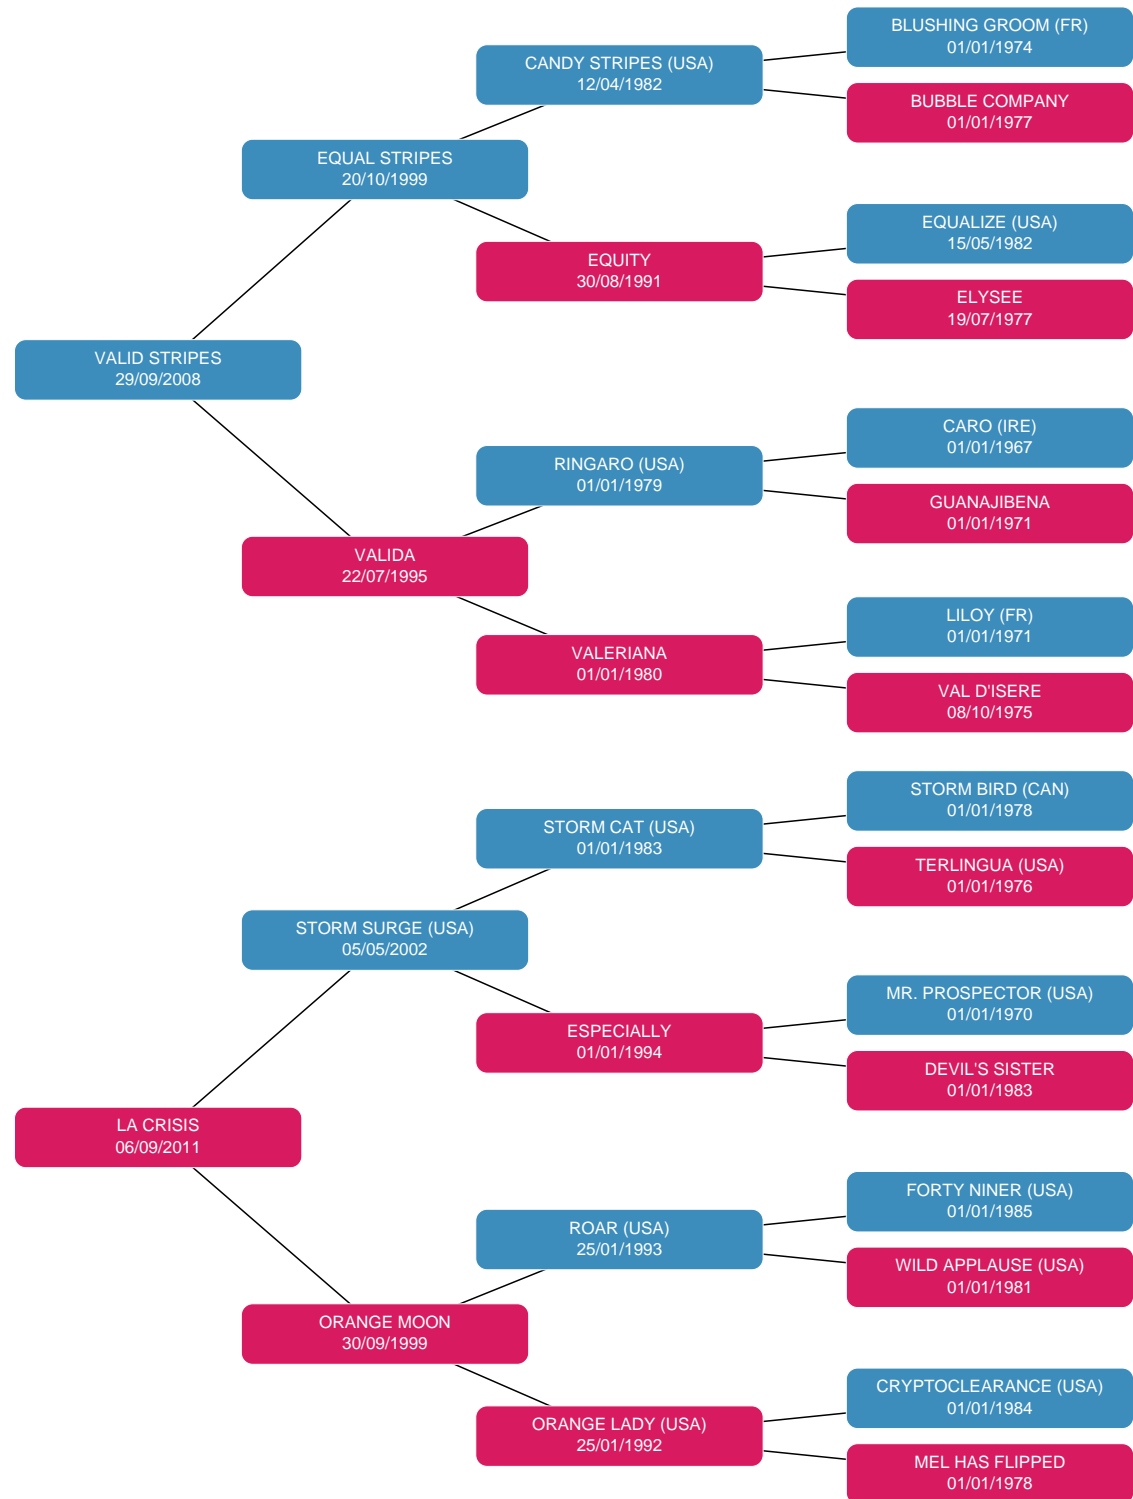 BLUSHING GROOM (FR)
01/01/1974
CANDY STRIPES (USA)
12/04/1982
BUBBLE COMPANY
01/01/1977
EQUAL STRIPES
20/10/1999
EQUALIZE (USA)
15/05/1982
EQUITY
30/08/1991
ELYSEE
19/07/1977
VALID STRIPES
29/09/2008
CARO (IRE)
01/01/1967
RINGARO (USA)
01/01/1979
GUANAJIBENA
01/01/1971
VALIDA
22/07/1995
LILOY (FR)
01/01/1971
VALERIANA
01/01/1980
VAL D'ISERE
08/10/1975
STORM BIRD (CAN)
01/01/1978
STORM CAT (USA)
01/01/1983
TERLINGUA (USA)
01/01/1976
STORM SURGE (USA)
05/05/2002
MR. PROSPECTOR (USA)
01/01/1970
ESPECIALLY
01/01/1994
DEVIL'S SISTER
01/01/1983
LA CRISIS
06/09/2011
FORTY NINER (USA)
01/01/1985
ROAR (USA)
25/01/1993
WILD APPLAUSE (USA)
01/01/1981
ORANGE MOON
30/09/1999
CRYPTOCLEARANCE (USA)
01/01/1984
ORANGE LADY (USA)
25/01/1992
MEL HAS FLIPPED
01/01/1978